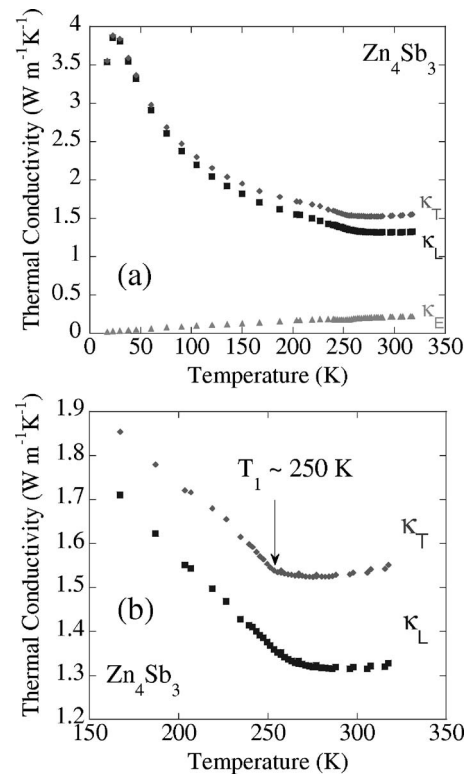 Zn₄Sb₃
4
3.5
3
2.5
2
1.5
1
0.5
0
Thermal Conductivity (W m⁻¹K⁻¹)
κ_T
κ_L
κ_E
(a)
0 50 100 150 200 250 300 350
Temperature (K)
1.9
1.8
1.7
1.6
1.5
1.4
1.3
1.2
Thermal Conductivity (W m⁻¹K⁻¹)
T₁ ~ 250 K
κ_T
κ_L
(b)
Zn₄Sb₃
150 200 250 300 350
Temperature (K)